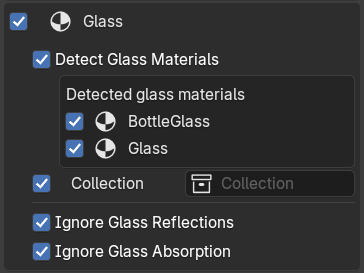 Glass
Detect Glass Materials
Detected glass materials
BottleGlass
Glass
Collection Collection
Ignore Glass Reflections
Ignore Glass Absorption